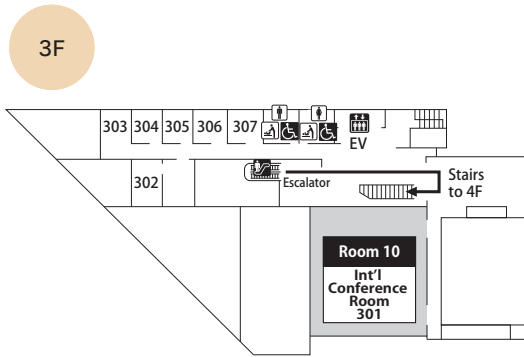 3F
303 304 305 306 307
EV
302
Escalator
Stairs
to 4F
Room 10
Int'l
Conference
Room
301